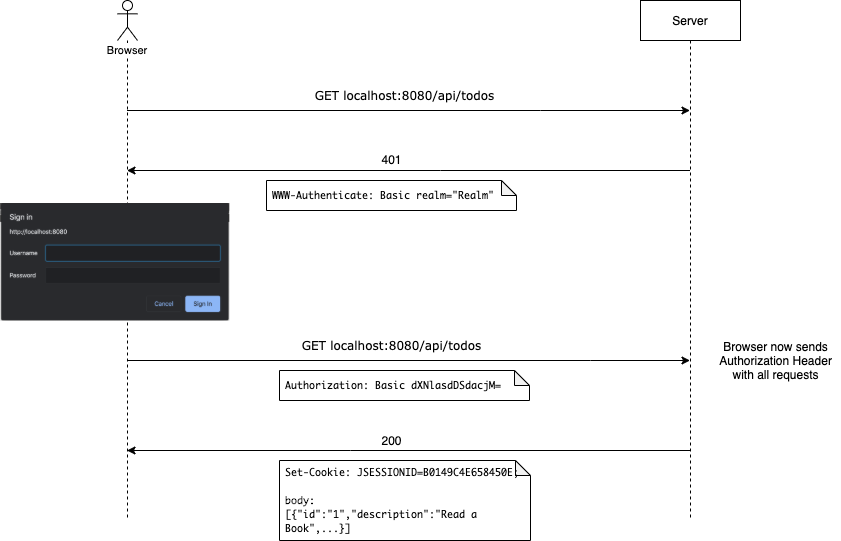 Browser
Server
GET localhost:8080/api/todos
401
WWW-Authenticate: Basic realm="Realm"
Sign in
http://localhost:8080
Username
Password
Cancel
Sign In
GET localhost:8080/api/todos
Browser now sends
Authorization Header
with all requests
Authorization: Basic dXNlasdDSdacjM=
200
Set-Cookie: JSESSIONID=B0149C4E658450E
body:
[{"id":"1","description":"Read a
Book",...}]